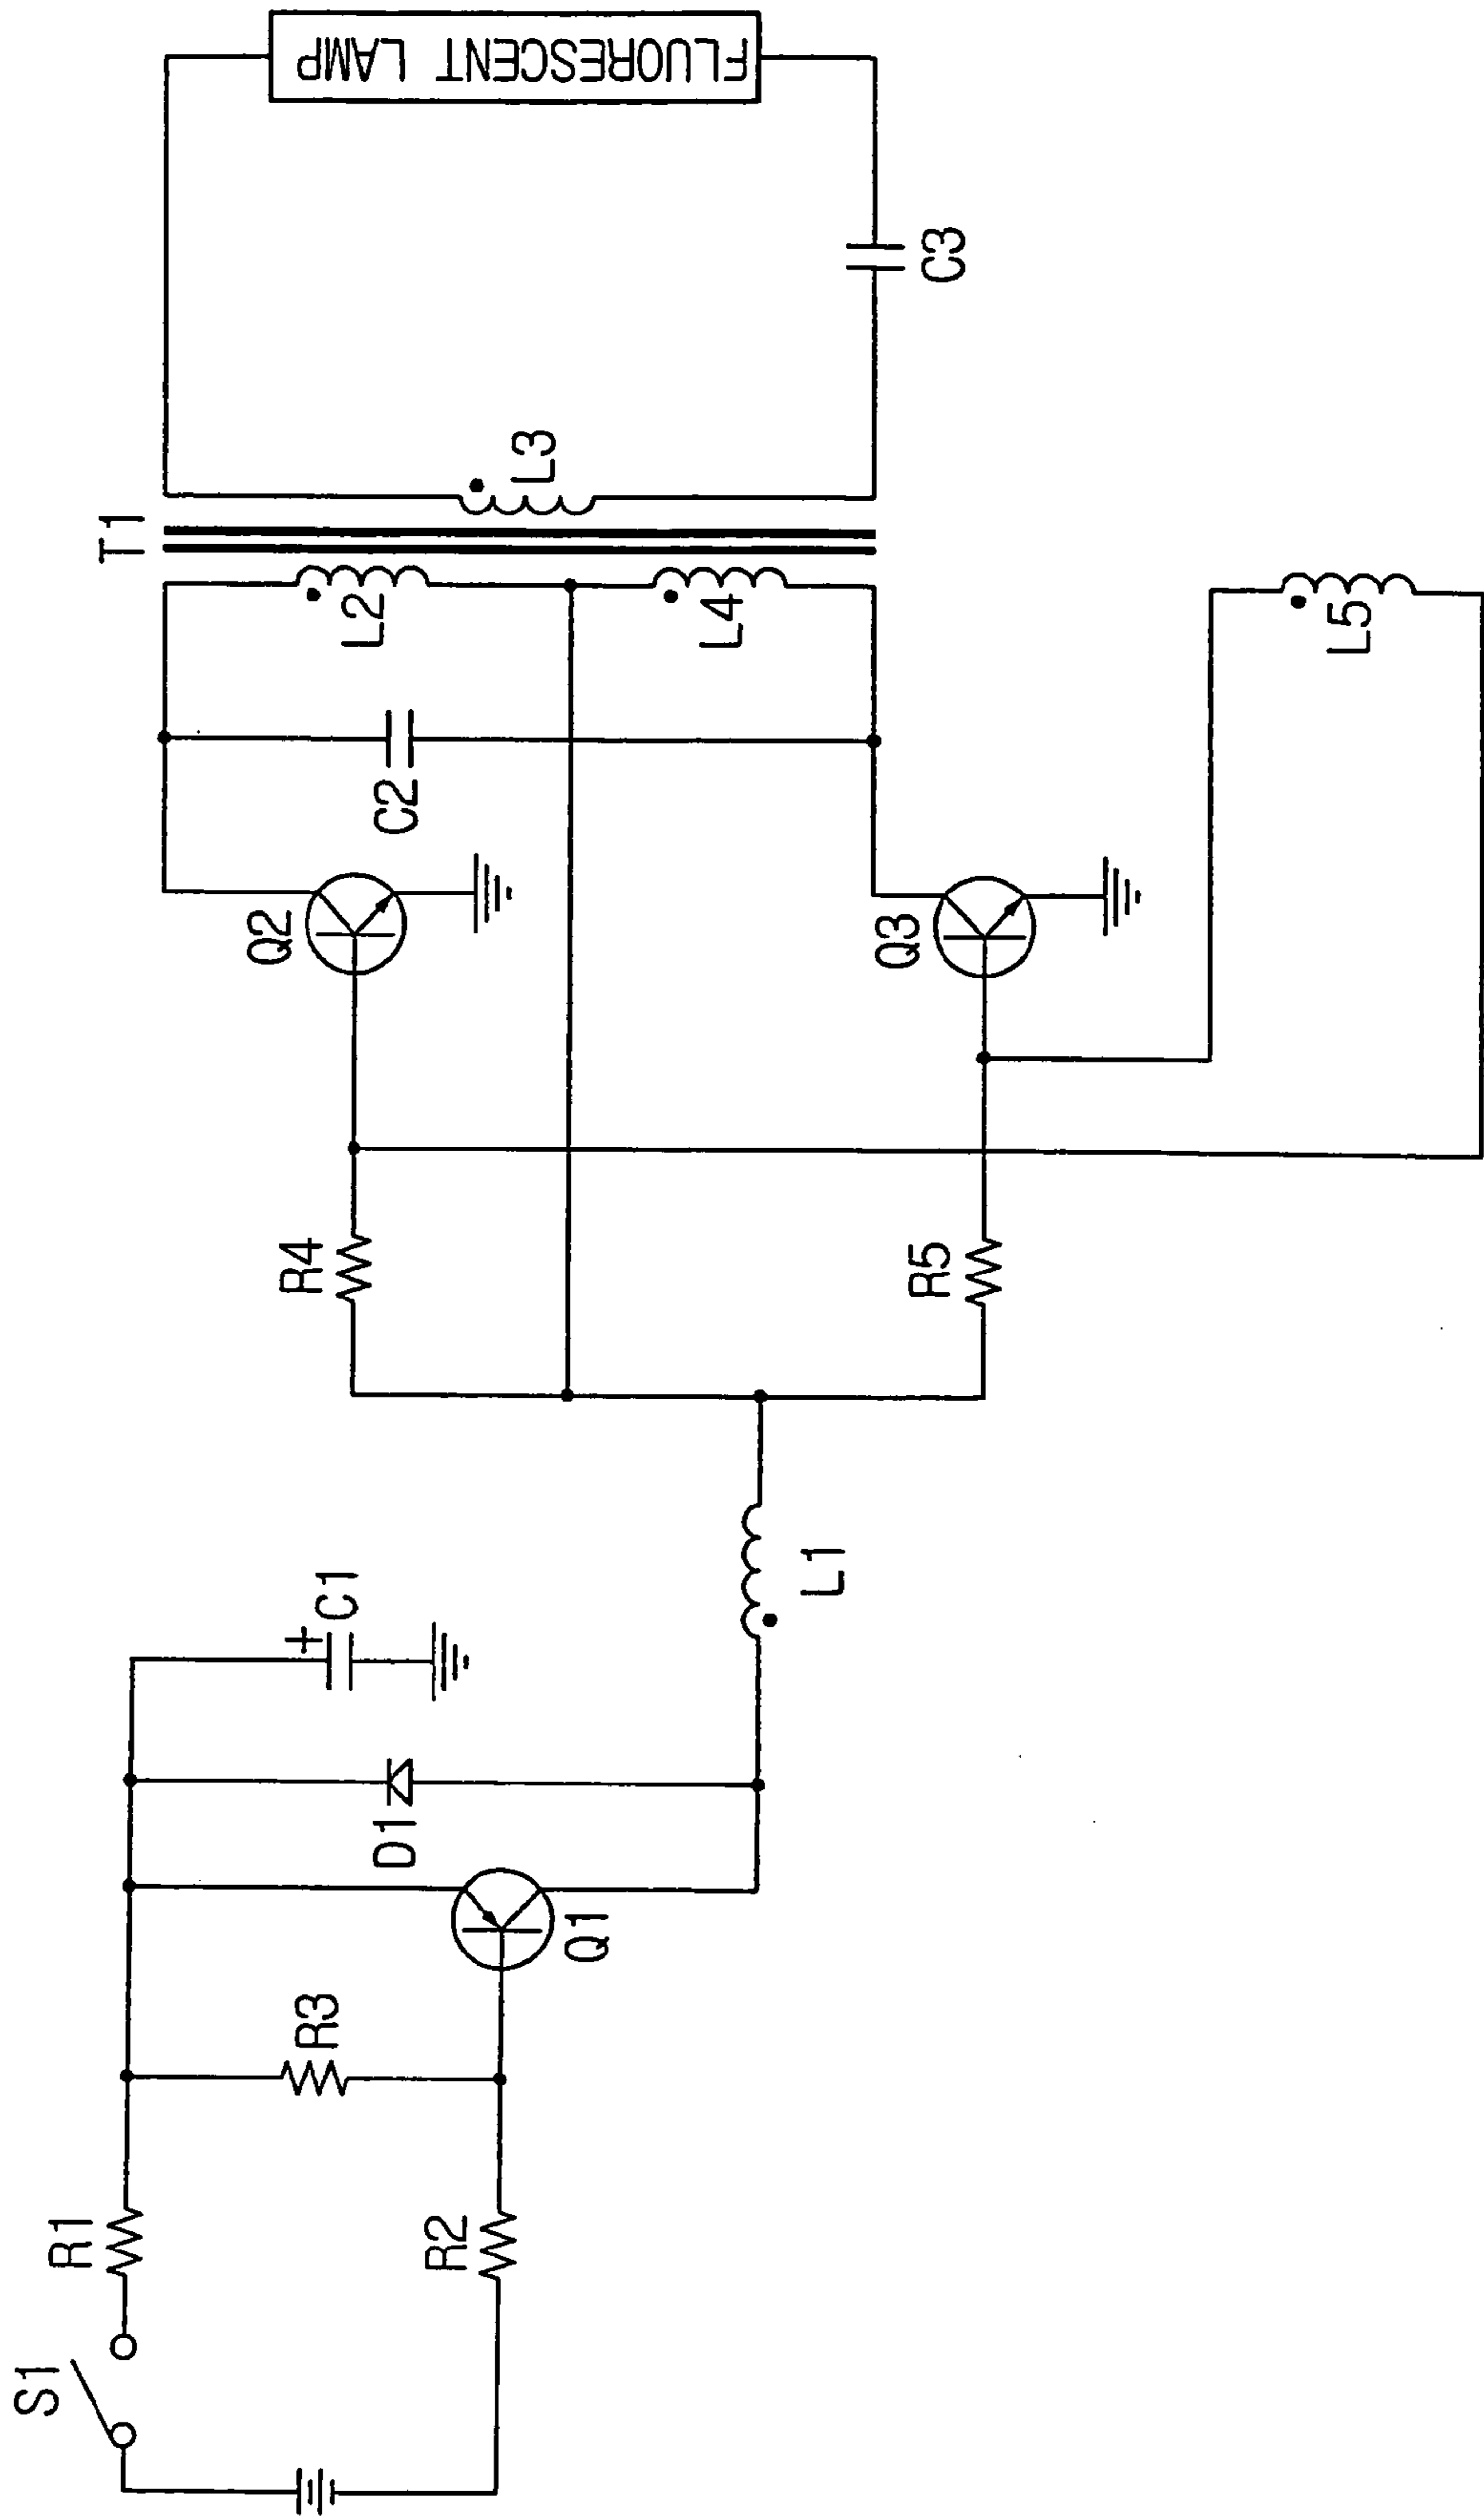 FLUORESCENT LAMP
C3
L3
T1
L2
L4
L5
C2
Q2
Q3
R4
R5
L1
+
C1
D1
Q1
R3
R1
R2
S1